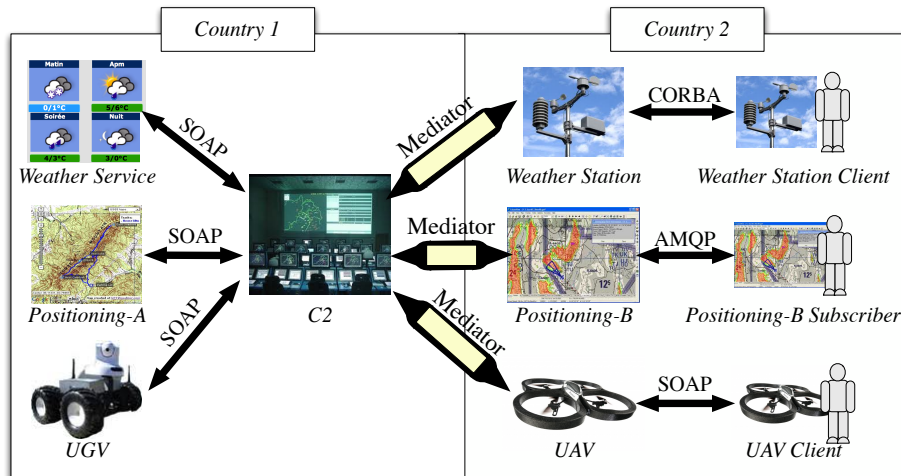 Country 1
Country 2
Matin
Apm
0/1°C
5/6°C
Soirée
Nuit
4/3°C
3/0°C
Weather Service
SOAP
Mediator
Weather Station
CORBA
Weather Station Client
Positioning-A
SOAP
C2
Mediator
Positioning-B
AMQP
Positioning-B Subscriber
UGV
SOAP
Mediator
UAV
SOAP
UAV Client